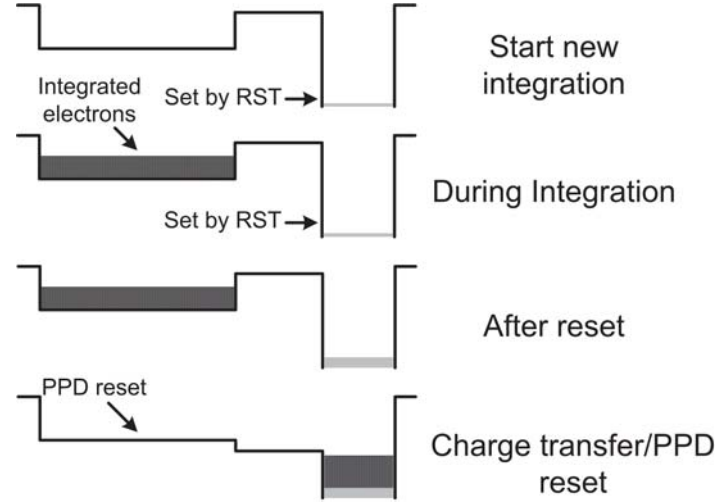 Start new
integration
Set by RST
Integrated
electrons
During Integration
Set by RST
After reset
PPD reset
Charge transfer/PPD
reset